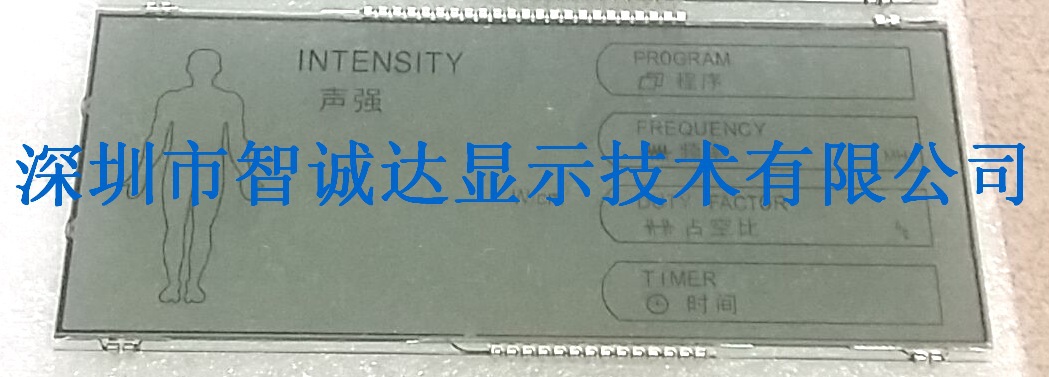 INTENSITY
声强
PROGRAM
程序
FREQUENCY
深圳市智诚达显示技术有限公司
DUTY FACTOR
占空比
TIMER
时间